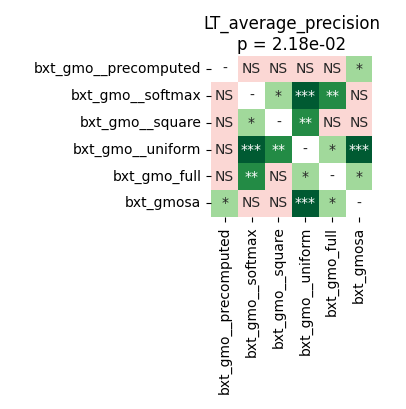 LT_average_precision
p = 2.18e-02
bxt_gmo__precomputed - NS NS NS NS *
bxt_gmo__softmax NS - * *** ** NS
bxt_gmo__square NS * - ** NS NS
bxt_gmo__uniform NS *** ** - * ***
bxt_gmo_full NS ** NS * - *
bxt_gmosa * NS NS *** * -
bxt_gmo__precomputed
bxt_gmo__softmax
bxt_gmo__square
bxt_gmo__uniform
bxt_gmo_full
bxt_gmosa